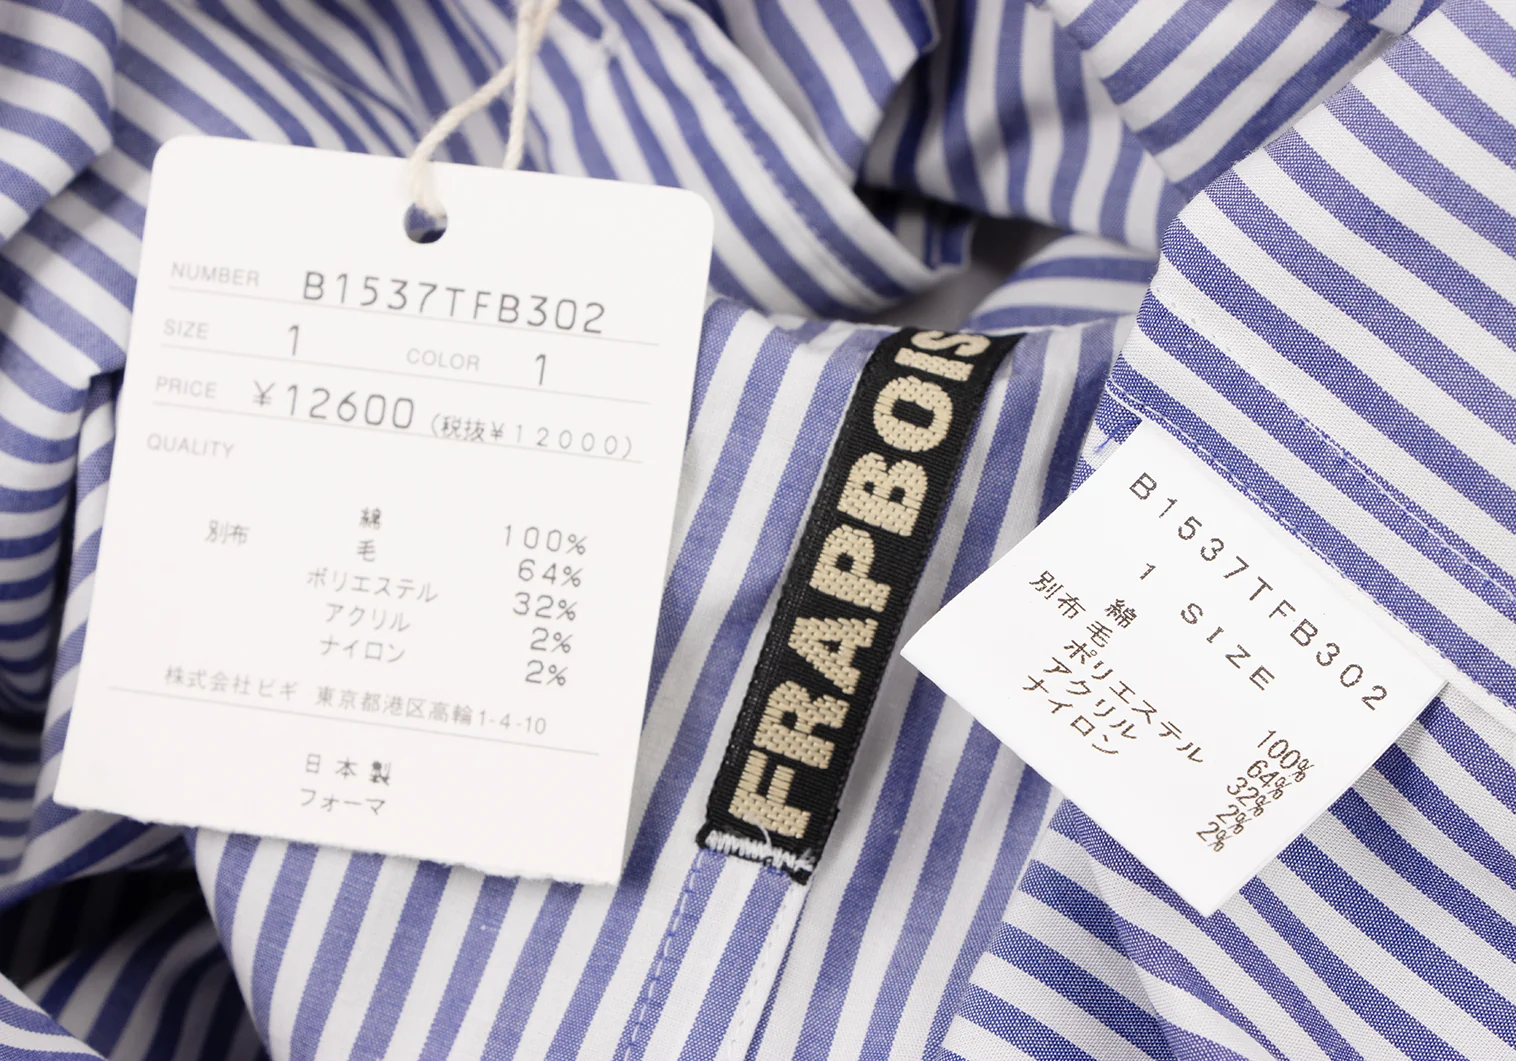 NUMBER B1537TFB302
SIZE 1 COLOR 1
PRICE ¥12600 (税抜¥12000)
QUALITY
綿 100%
別布 毛 64%
ポリエステル 32%
アクリル 2%
ナイロン 2%
株式会社ビギ 東京都港区高輪1-4-10
日本製
フォーマ
FRAPBOIS
B1537TFB302
1 SIZE
綿 100%
別布 毛 64%
ポリエステル 32%
アクリル 2%
ナイロン 2%